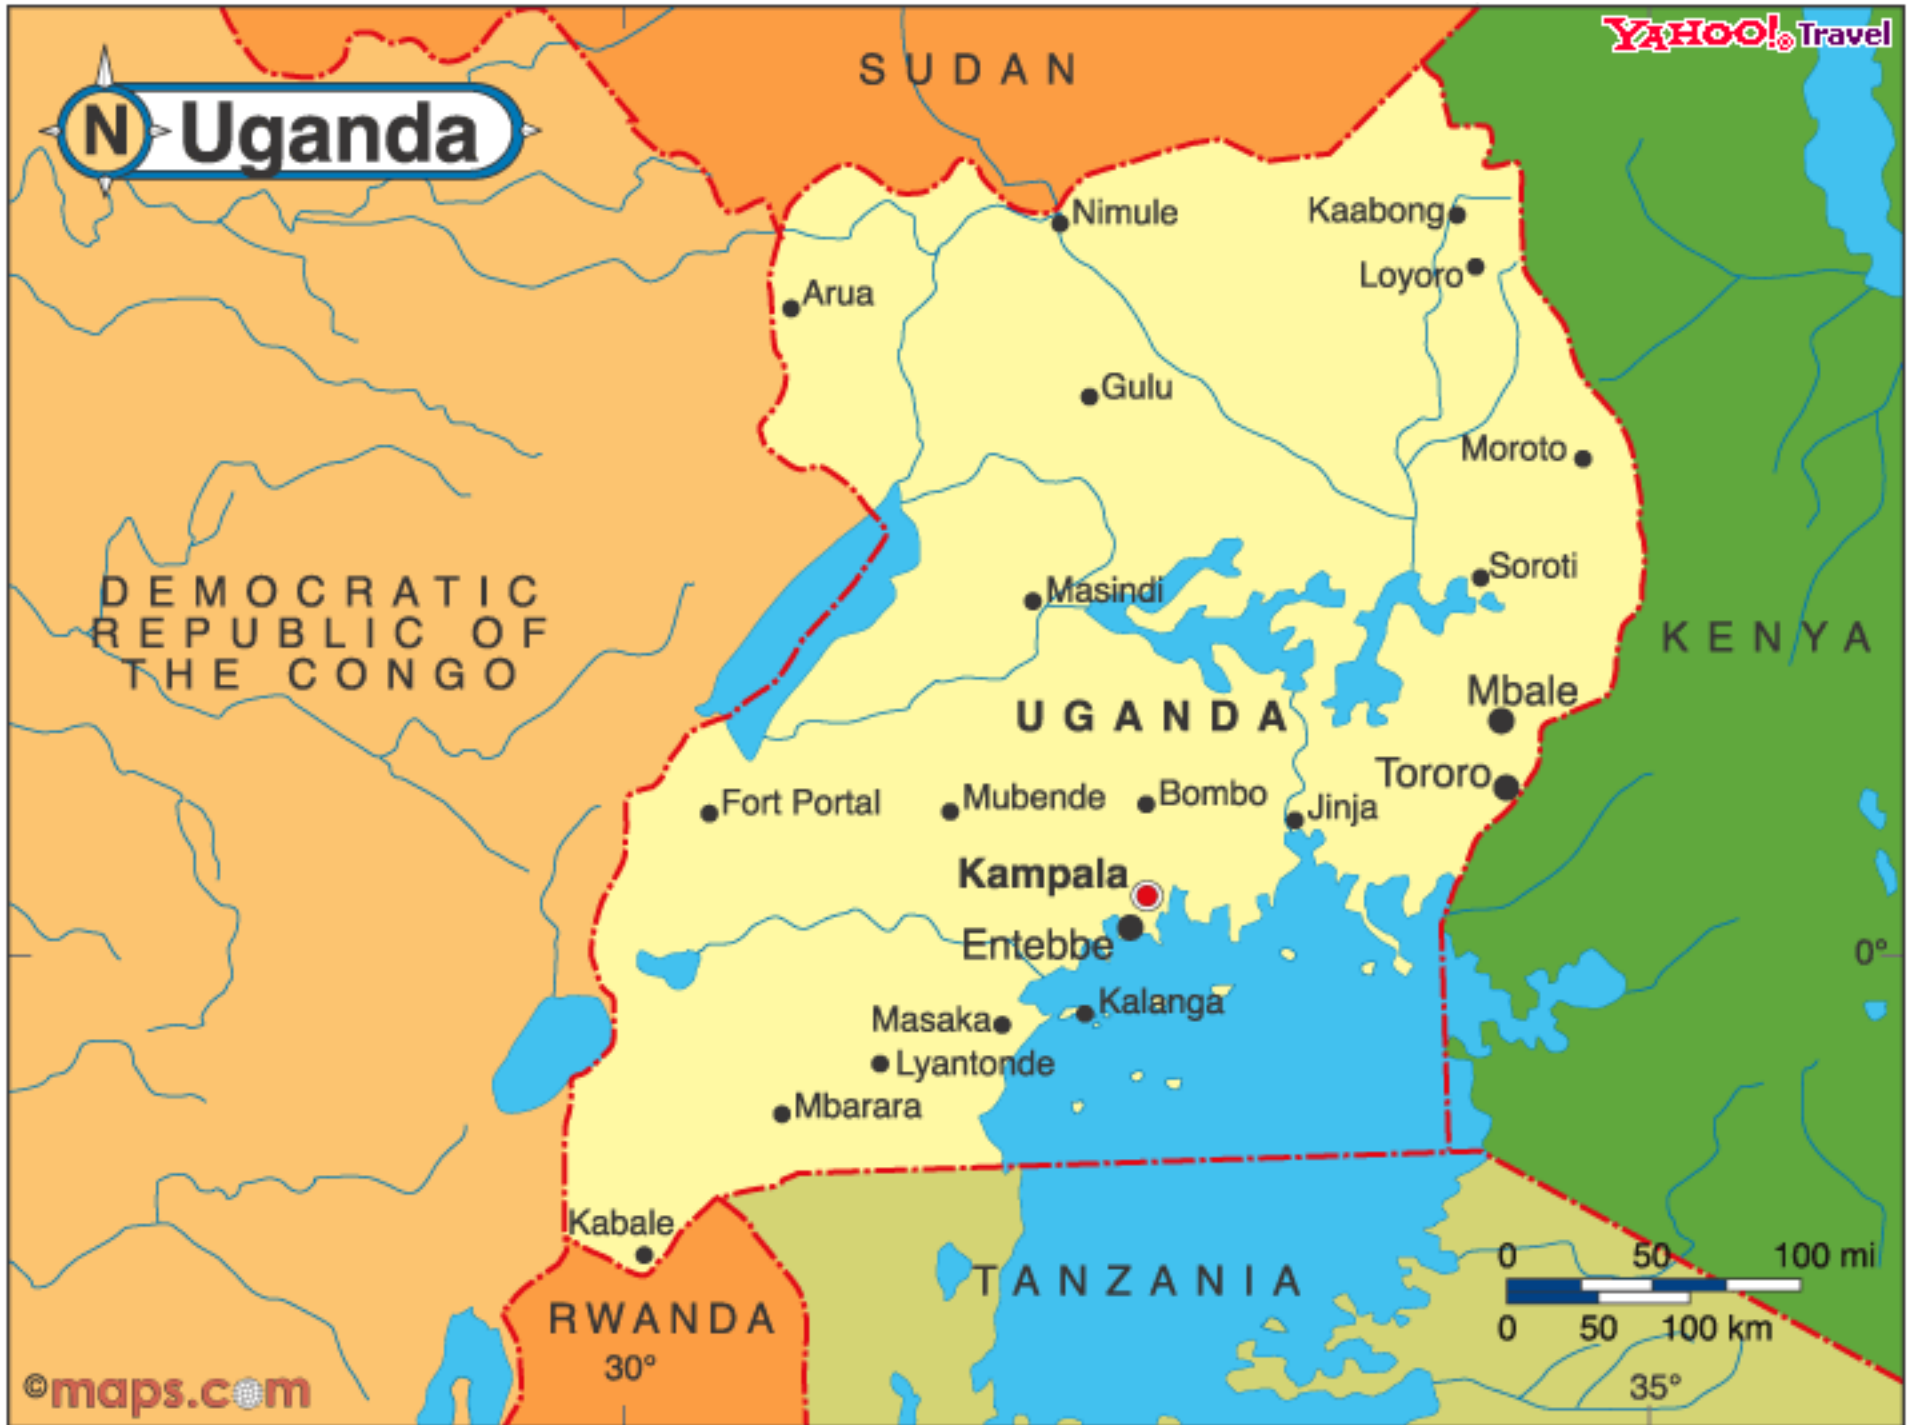 YAHOO!® Travel
SUDAN
N Uganda
Nimule
Kaabong
Loyoro
Arua
Gulu
Moroto
Soroti
Masindi
DEMOCRATIC
REPUBLIC OF
THE CONGO
KENYA
Mbale
UGANDA
Tororo
Fort Portal
Mubende
Bombo
Jinja
Kampala
Entebbe
0°
Kalanga
Masaka
Lyantonde
Mbarara
Kabale
TANZANIA
0 50 100 mi
0 50 100 km
RWANDA
30°
35°
©maps.com